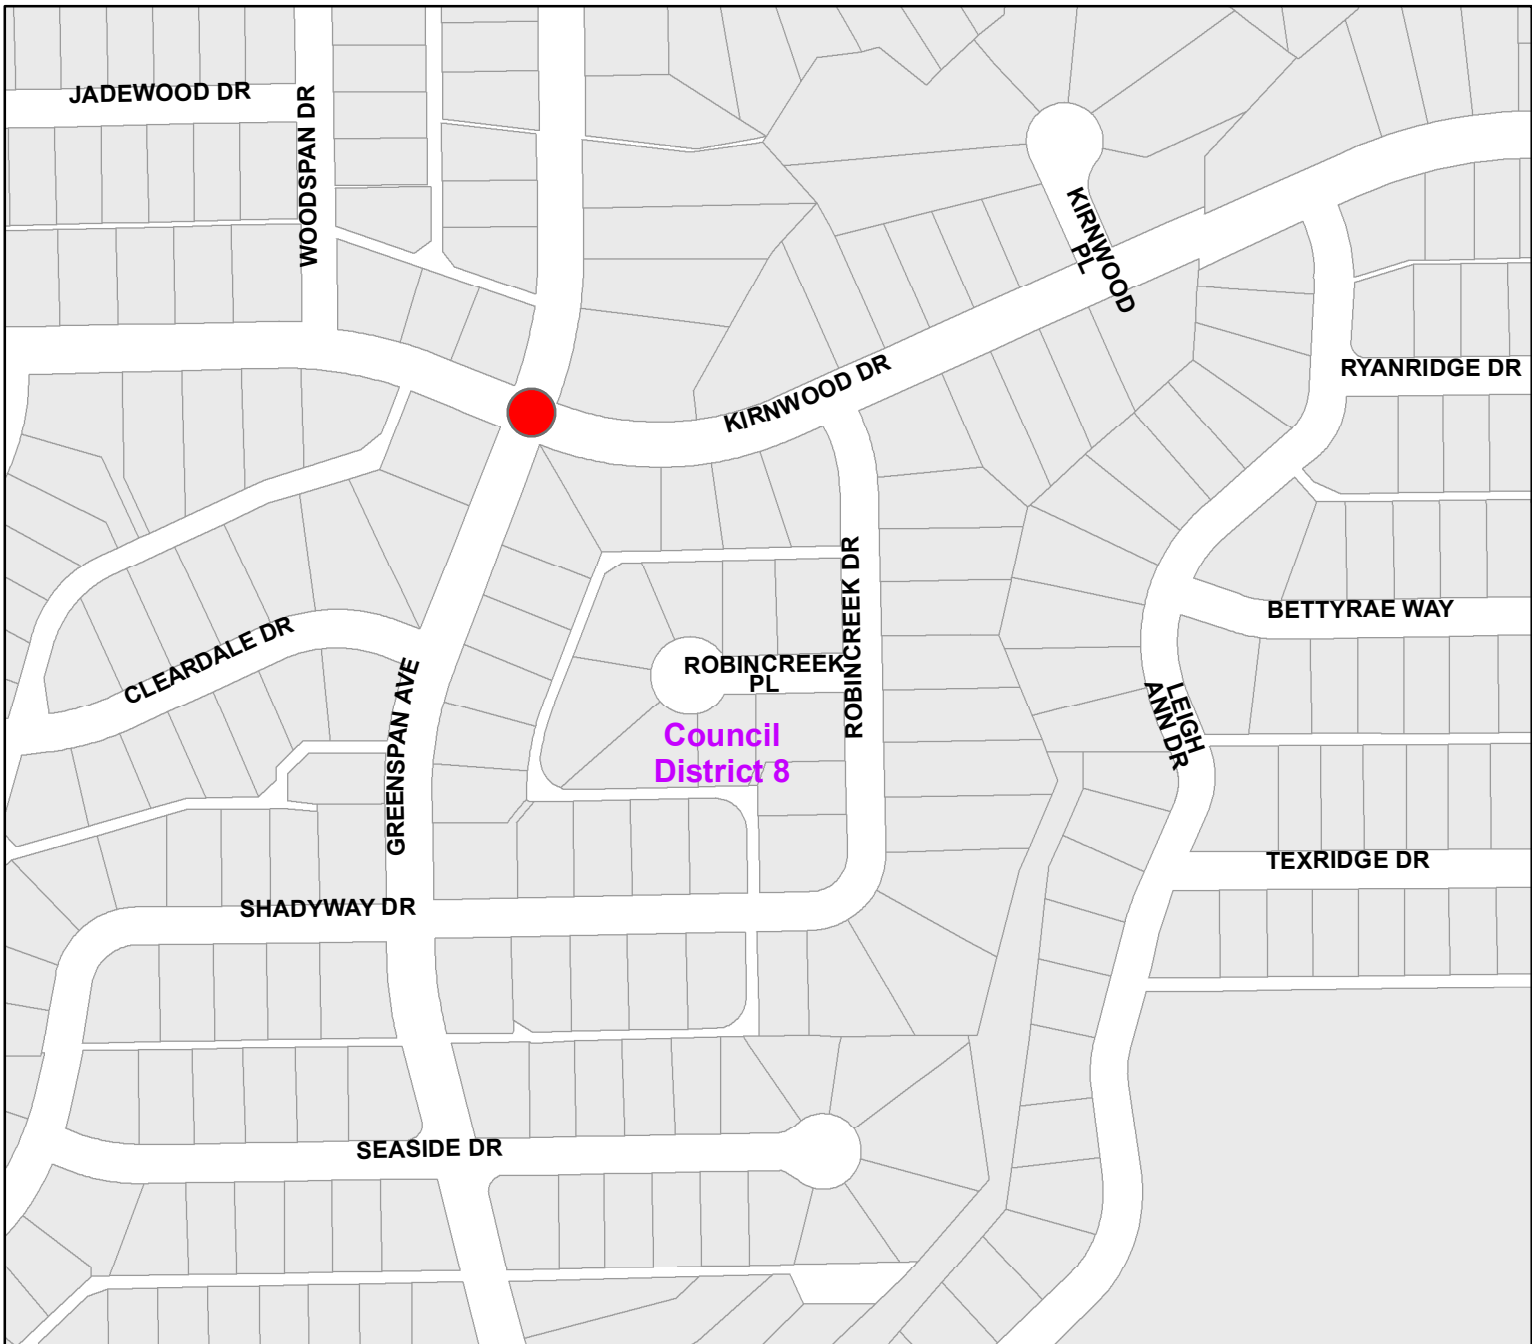 JADEWOOD DR
WOODSPAN DR
KIRNWOOD
PL
KIRNWOOD DR
RYANRIDGE DR
ROBINCREEK DR
BETTYRAE WAY
CLEARDALE DR
ROBINCREEK
PL
GREENSPAN AVE
LEIGH
ANN DR
Council
District 8
TEXRIDGE DR
SHADYWAY DR
SEASIDE DR